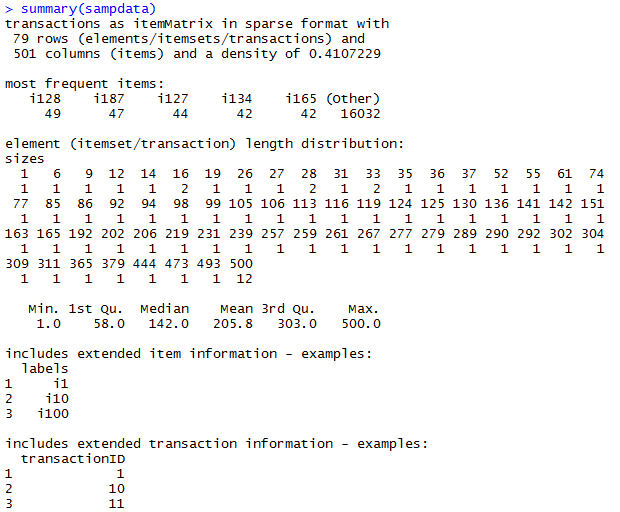 > summary(sampdata)
transactions as itemMatrix in sparse format with
 79 rows (elements/itemsets/transactions) and
 501 columns (items) and a density of 0.4107229

most frequent items:
   i128    i187    i127    i134    i165 (Other)
     49      47      44      42      42   16032

element (itemset/transaction) length distribution:
sizes
  1   6   9  12  14  16  19  26  27  28  31  33  35  36  37  52  55  61  74
  1   1   1   1   1   2   1   1   1   2   1   2   1   1   1   1   1   1   1
 77  85  86  92  94  98  99 105 106 113 116 119 124 125 130 136 141 142 151
  1   1   1   1   1   1   1   1   1   1   1   1   1   1   1   1   1   1   1
163 165 192 202 206 219 231 239 257 259 261 267 277 279 289 290 292 302 304
  1   1   1   1   1   1   1   1   1   1   1   1   1   1   1   1   1   1   1
309 311 365 379 444 473 493 500
  1   1   1   1   1   1   1  12

   Min. 1st Qu.  Median    Mean 3rd Qu.    Max.
    1.0    58.0   142.0   205.8   303.0   500.0

includes extended item information - examples:
  labels
1     i1
2    i10
3   i100

includes extended transaction information - examples:
  transactionID
1             1
2            10
3            11